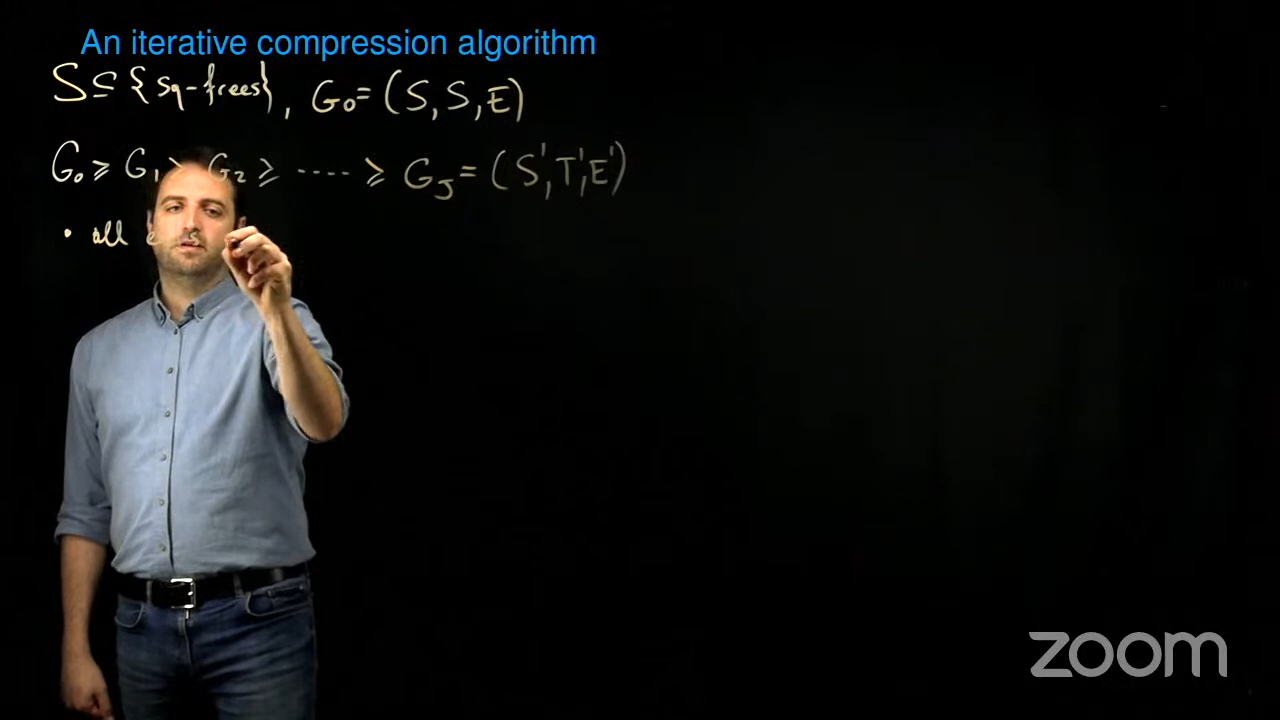 An iterative compression algorithm
S ⊆ {sq-frees}, G₀ = (S, S, E)
G₀ ≥ G₁ ≥ G₂ ≥ ···· ≥ G_J = (S', T', E')
• all
zoom